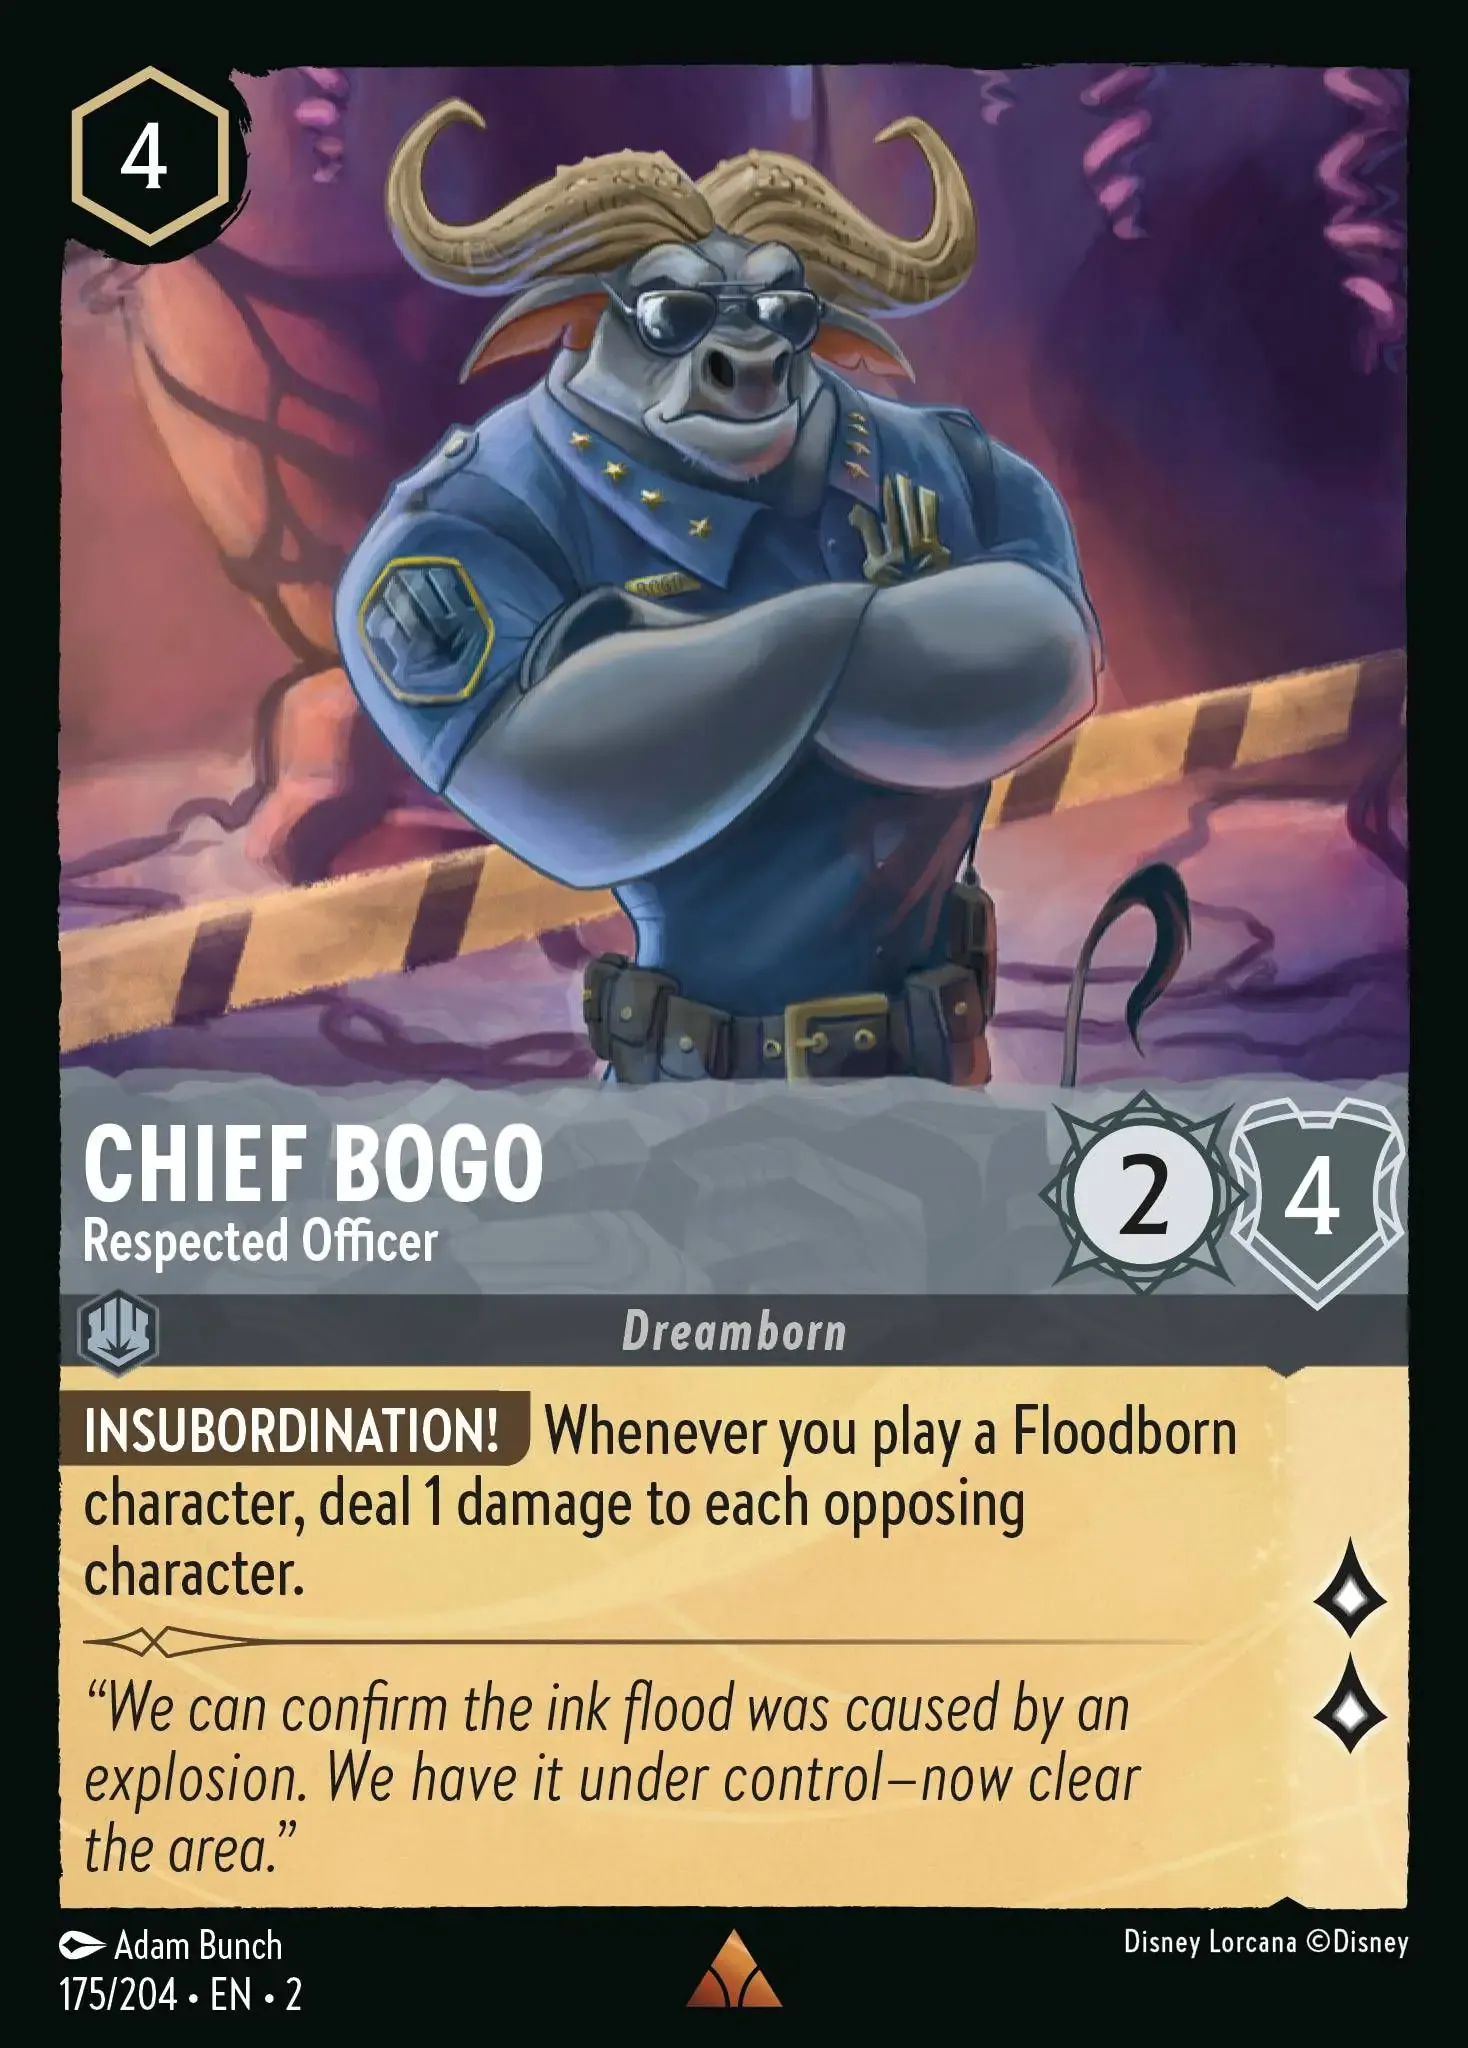 4
BOGO
CHIEF BOGO
Respected Officer
2
4
Dreamborn
INSUBORDINATION! Whenever you play a Floodborn
character, deal 1 damage to each opposing
character.
“We can confirm the ink flood was caused by an
explosion. We have it under control–now clear
the area.”
Adam Bunch
175/204 • EN • 2
Disney Lorcana ©Disney